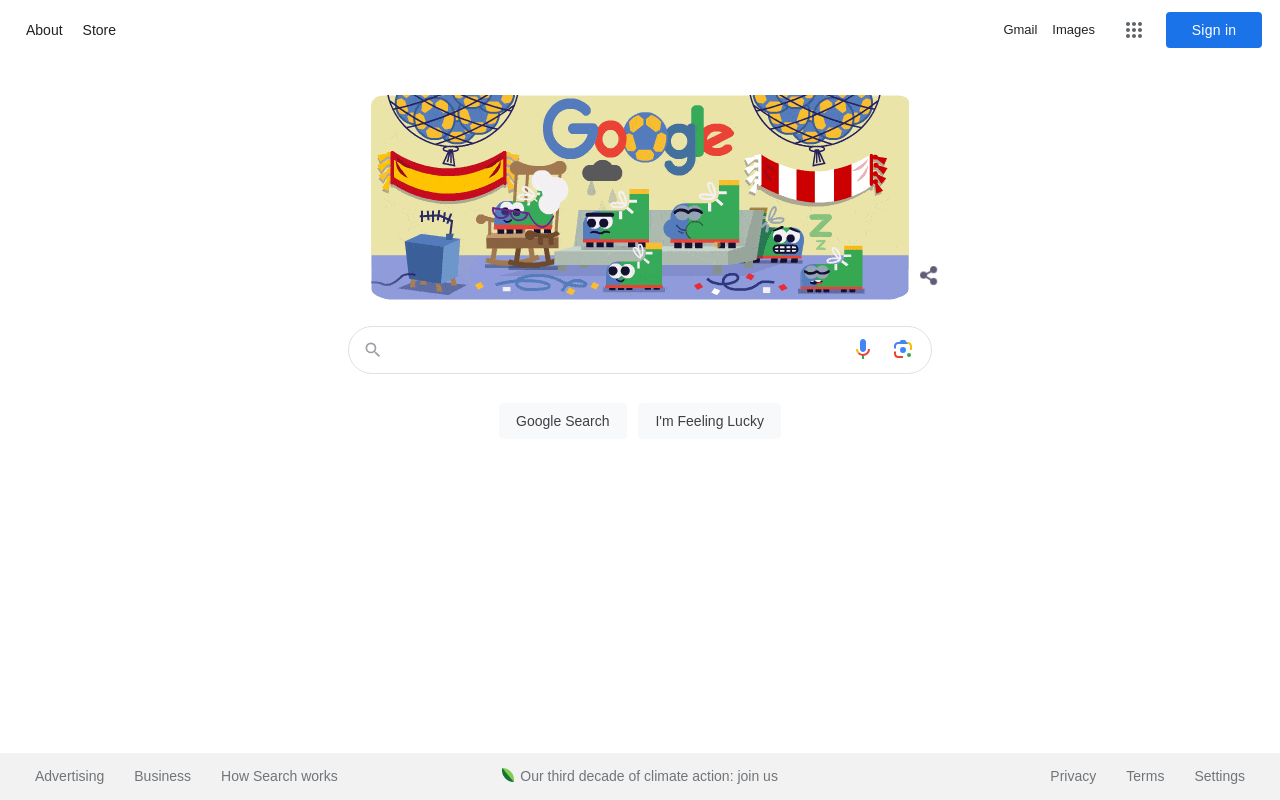 About Store
Gmail Images Sign in
Google
Z
Z
Google Search I'm Feeling Lucky
Advertising Business How Search works
Our third decade of climate action: join us
Privacy Terms Settings